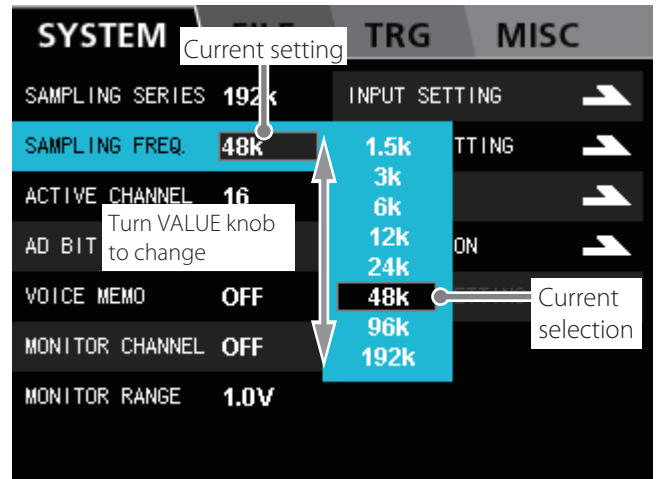 SYSTEM TRG MISC
Current setting
SAMPLING SERIES 192k INPUT SETTING
SAMPLING FREQ. 48k 1.5k TTING
3k
ACTIVE CHANNEL 16 6k
Turn VALUE knob
to change
AD BIT 12k ON
24k
VOICE MEMO OFF 48k
Current
selection
96k
MONITOR CHANNEL OFF 192k
MONITOR RANGE 1.0V